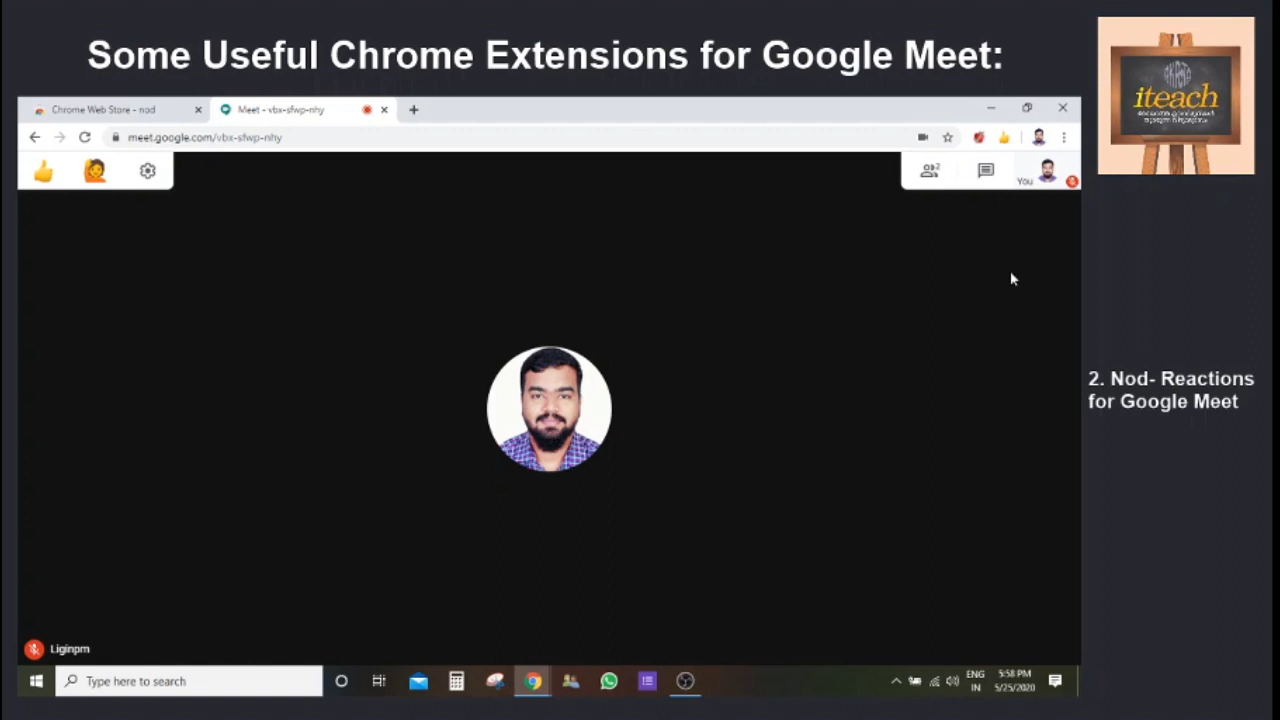 Some Useful Chrome Extensions for Google Meet:
iteach
Chrome Web Store - nod
Meet - vbx-sfwp-nhy
meet.google.com/vbx-sfwp-nhy
2
You
2. Nod- Reactions
for Google Meet
Liginpm
Type here to search
ENG
IN
5:58 PM
5/25/2020